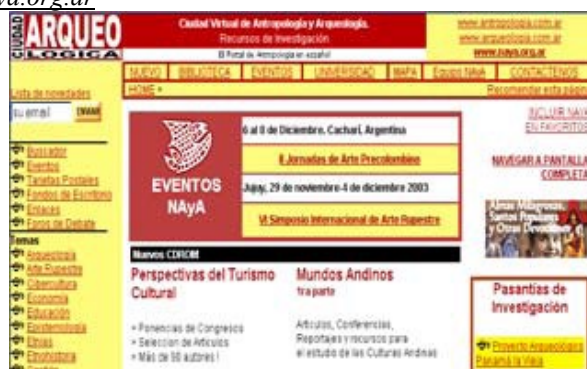 va.org.ar
CIUDAD
ARQUEO
LOGICA
Ciudad Virtual de Antropología y Arqueología.
Recursos de Investigación
El Portal de Antropología en español
www.antropologia.com.ar
www.arqueologia.com.ar
www.naya.org.ar
NUEVO BIBLIOTECA EVENTOS UNIVERSIDAD MAPA Equipo NAyA CONTACTENOS
HOME »
Recomendar esta página
Lista de novedades
su email ENVIAR
Buscador
Eventos
Tarjetas Postales
Fondos de Escritorio
Enlaces
Foros de Debate
Temas
Arqueología
Arte Rupestre
Cibercultura
Economía
Educación
Epistemología
Etnias
Etnohistoria
EVENTOS
NAyA
6 al 8 de Diciembre, Cacharí, Argentina
II Jornadas de Arte Precolombino
Jujuy, 29 de noviembre-4 de diciembre 2003
VI Simposio Internacional de Arte Rupestre
Nuevos CDROM
Perspectivas del Turismo
Cultural
» Ponencias de Congresos
» Seleccion de Articulos
» Más de 90 autores !
Mundos Andinos
1ra parte
Articulos, Conferencias,
Reportajes y recursos para
el estudio de las Culturas Andinas
INCLUIR NAYA
EN FAVORITOS
NAVEGAR A PANTALLA
COMPLETA
Almas Milagrosas,
Santos Populares
y Otras Devociones
Pasantías de
Investigación
Proyecto Arqueológico
Panamá la Vieja